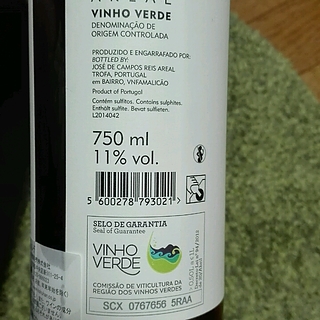 VINHO VERDE
DENOMINAÇÃO DE
ORIGEM CONTROLADA
PRODUZIDO E ENGARRAFADO POR:
BOTTLED BY:
JOSÉ DE CAMPOS REIS AREAL
TROFA, PORTUGAL
em BAIRRO, VNFAMALICÃO
Product of Portugal
Contém sulfitos. Contains sulphites.
Enthält sulfite. Bevat sulfieten.
L2014042
750 ml
11% vol.
5 600278 793021 >
SELO DE GARANTIA
Seal of Guarantee
VINHO
VERDE
COMISSÃO DE VITICULTURA DA
REGIÃO DOS VINHOS VERDES
SCX 0767656 5RAA